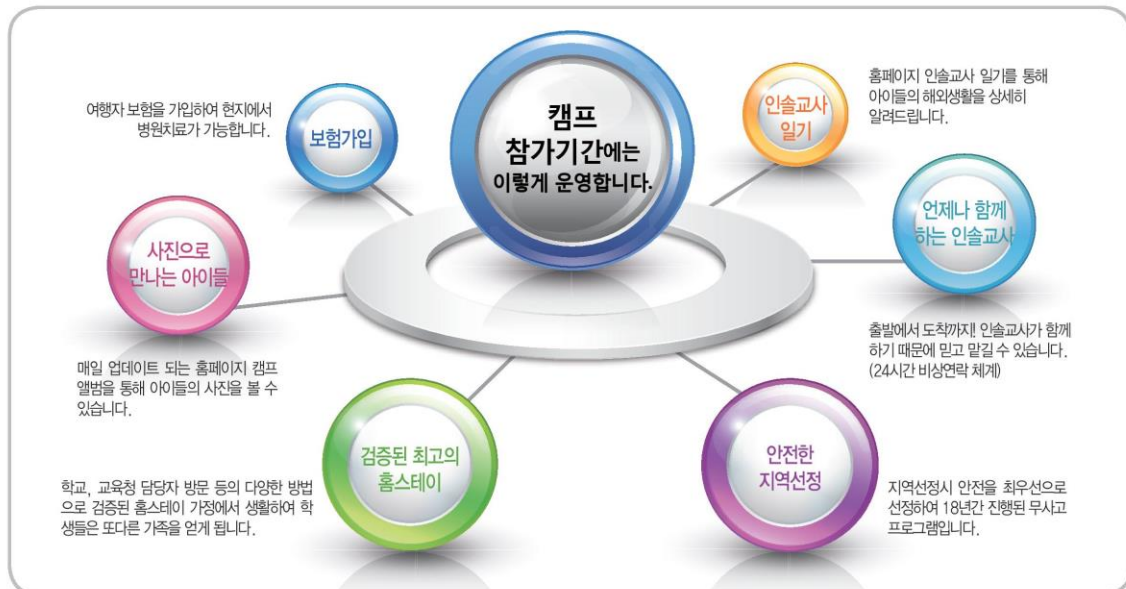 캠프
참가기간에는
이렇게 운영합니다.
여행자 보험을 가입하여 현지에서
병원치료가 가능합니다.
보험가입
인솔교사
일기
홈페이지 인솔교사 일기를 통해
아이들의 해외생활을 상세히
알려드립니다.
사진으로
만나는 아이들
매일 업데이트 되는 홈페이지 캠프
앨범을 통해 아이들의 사진을 볼 수
있습니다.
언제나 함께
하는 인솔교사
출발에서 도착까지! 인솔교사가 함께
하기 때문에 믿고 맡길 수 있습니다.
(24시간 비상연락 체계)
검증된 최고의
홈스테이
학교, 교육청 담당자 방문 등의 다양한 방법
으로 검증된 홈스테이 가정에서 생활하여 학
생들은 또다른 가족을 얻게 됩니다.
안전한
지역선정
지역선정시 안전을 최우선으로
선정하여 18년간 진행된 무사고
프로그램입니다.